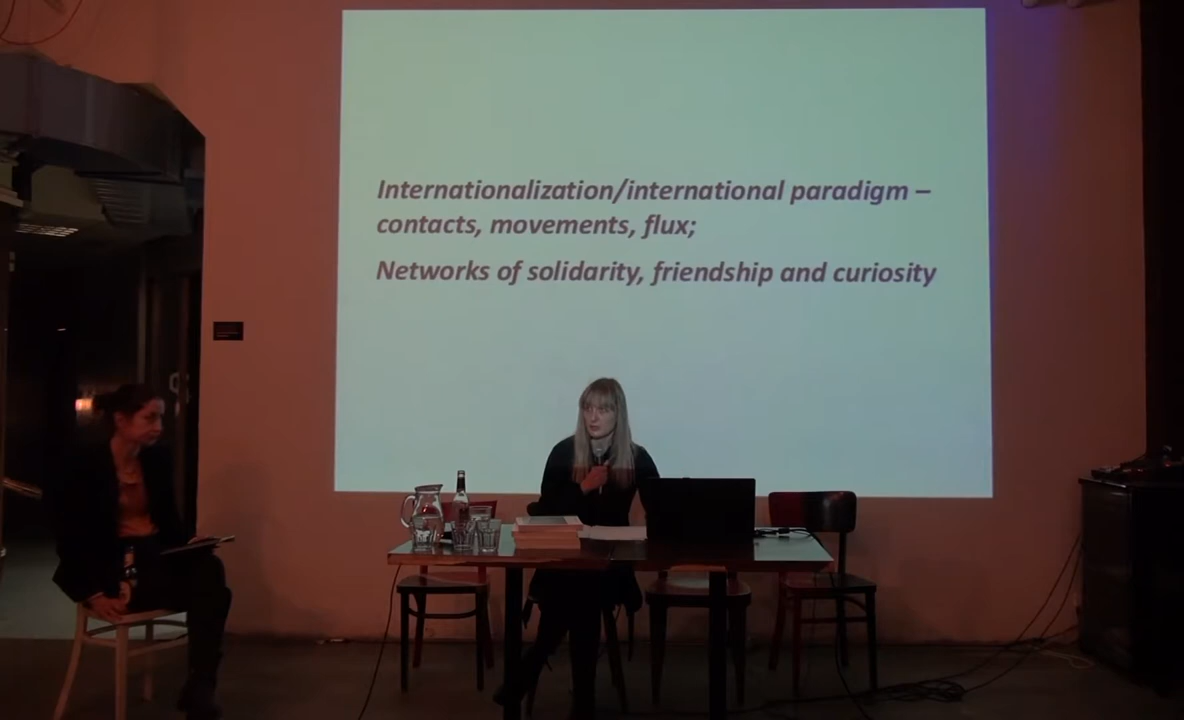 Internationalization/international paradigm –
contacts, movements, flux;
Networks of solidarity, friendship and curiosity